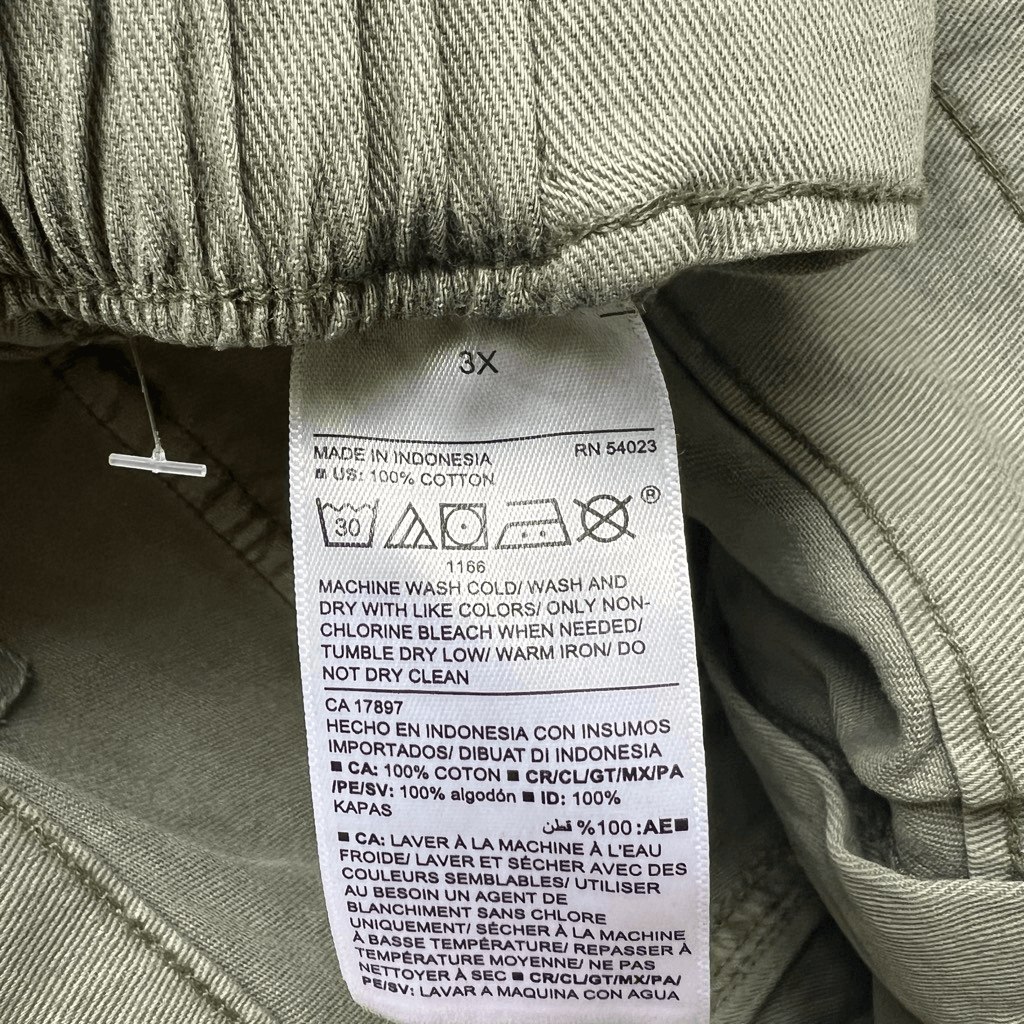 3X
MADE IN INDONESIA RN 54023
■ US: 100% COTTON
30 ®
1166
MACHINE WASH COLD/ WASH AND
DRY WITH LIKE COLORS/ ONLY NON-
CHLORINE BLEACH WHEN NEEDED/
TUMBLE DRY LOW/ WARM IRON/ DO
NOT DRY CLEAN
CA 17897
HECHO EN INDONESIA CON INSUMOS
IMPORTADOS/ DIBUAT DI INDONESIA
■ CA: 100% COTON ■ CR/CL/GT/MX/PA
/PE/SV: 100% algodón ■ ID: 100%
KAPAS
■AE: 100% قطن
■ CA: LAVER À LA MACHINE À L'EAU
FROIDE/ LAVER ET SÉCHER AVEC DES
COULEURS SEMBLABLES/ UTILISER
AU BESOIN UN AGENT DE
BLANCHIMENT SANS CHLORE
UNIQUEMENT/ SÉCHER À LA MACHINE
À BASSE TEMPÉRATURE/ REPASSER À
TEMPÉRATURE MOYENNE/ NE PAS
NETTOYER À SEC ■ CR/CL/GT/MX/PA/
PE/SV: LAVAR A MAQUINA CON AGUA